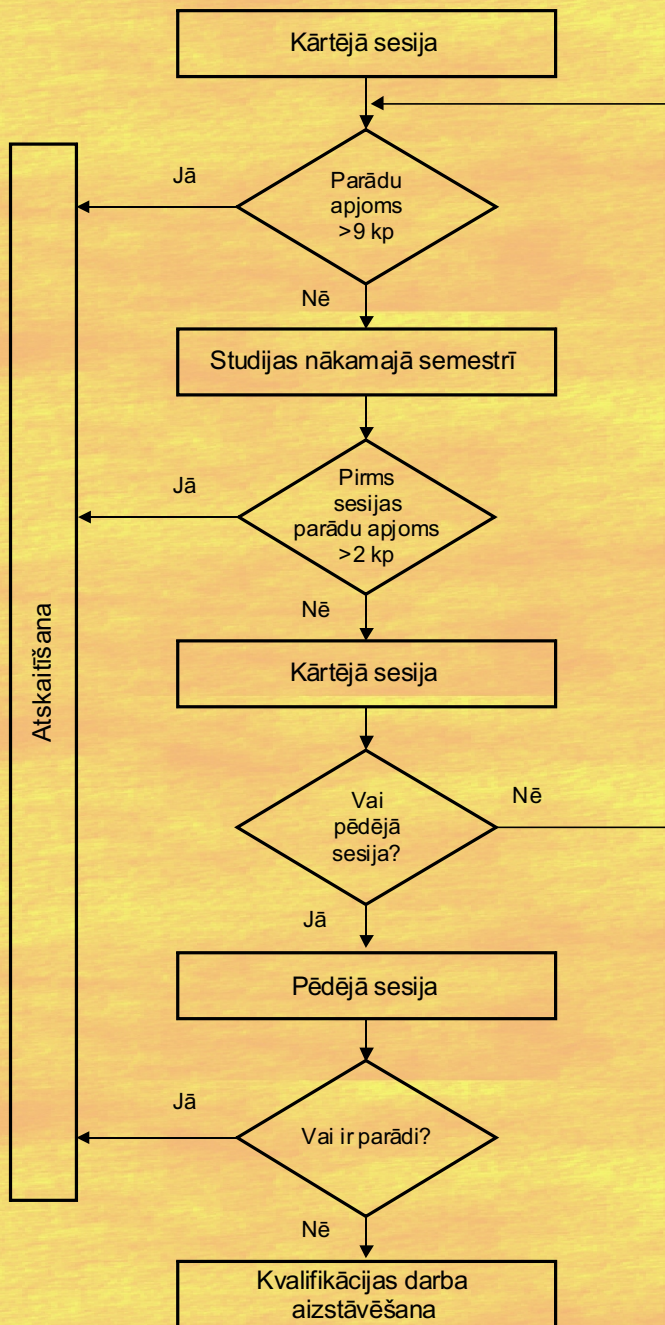 Kārtējā sesija
Jā
Parādu
apjoms
>9 kp
Nē
Studijas nākamajā semestrī
Jā
Pirms
sesijas
parādu apjoms
>2 kp
Nē
Kārtējā sesija
Atskaitīšana
Vai
pēdējā
sesija?
Nē
Jā
Pēdējā sesija
Jā
Vai ir parādi?
Nē
Kvalifikācijas darba
aizstāvēšana